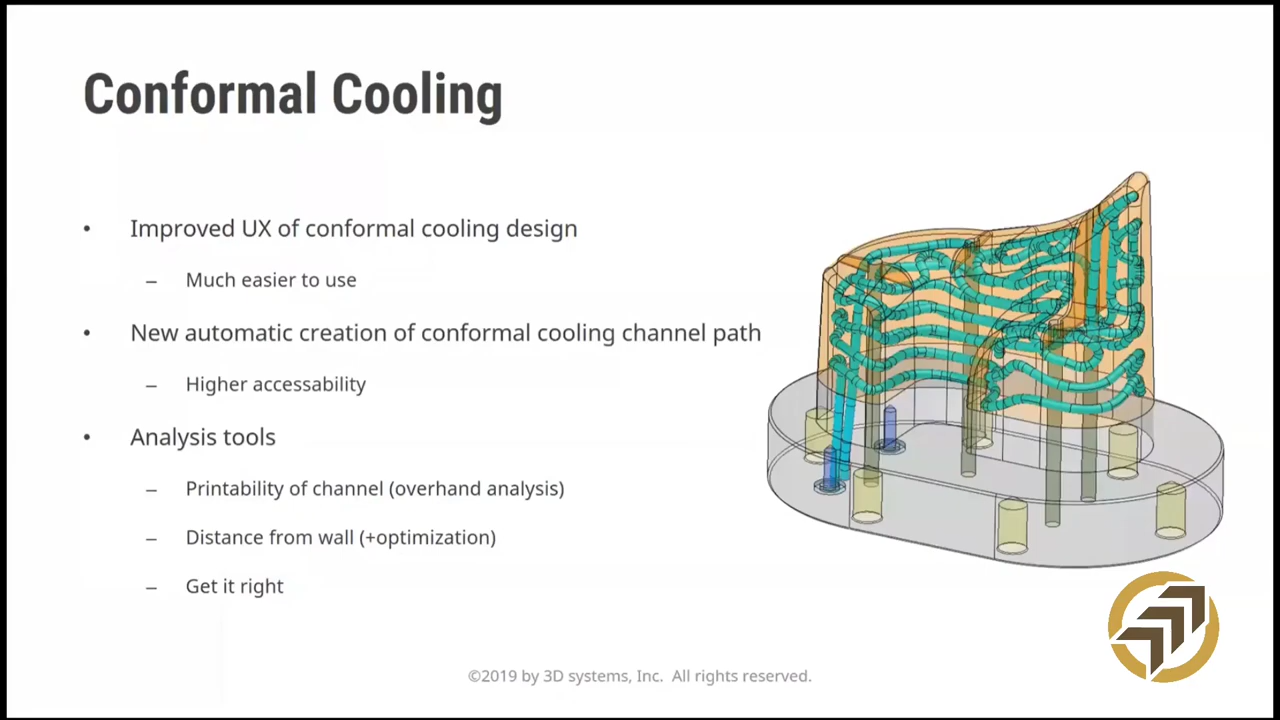 Conformal Cooling
• Improved UX of conformal cooling design
– Much easier to use
• New automatic creation of conformal cooling channel path
– Higher accessability
• Analysis tools
– Printability of channel (overhand analysis)
– Distance from wall (+optimization)
– Get it right
©2019 by 3D systems, Inc. All rights reserved.